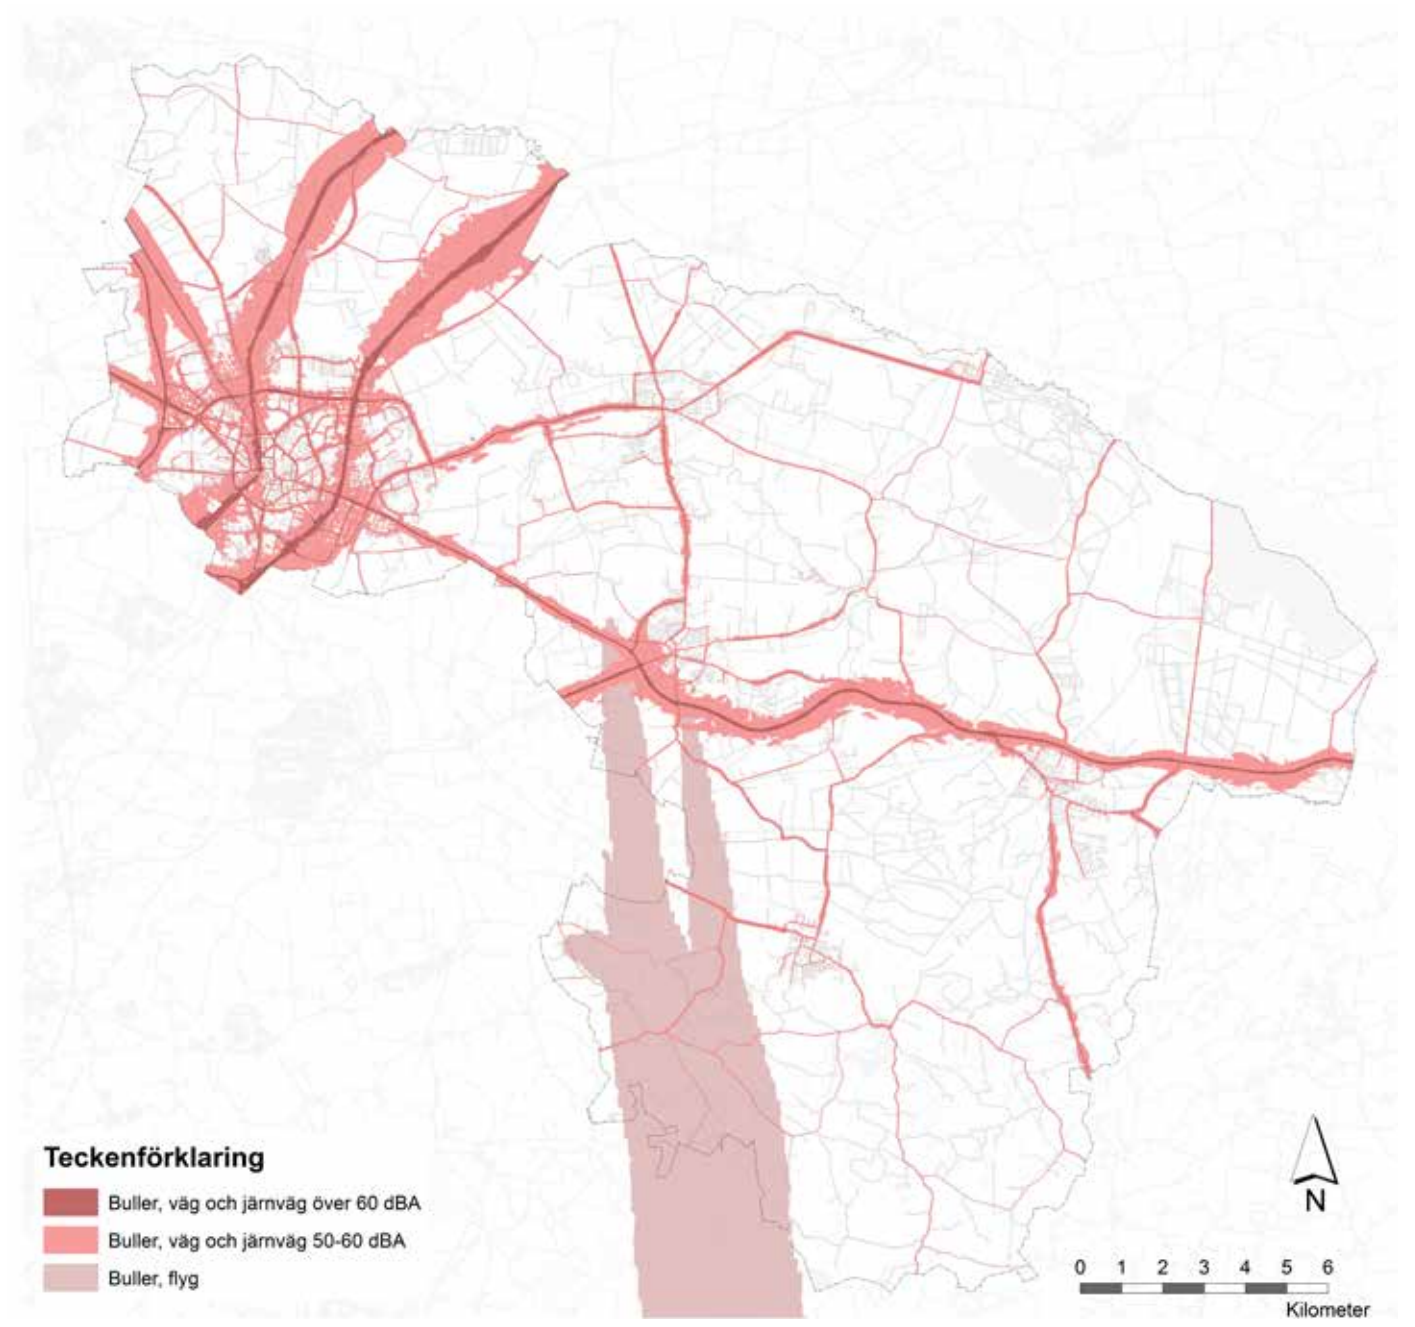 Teckenförklaring
Buller, väg och järnväg över 60 dBA
Buller, väg och järnväg 50-60 dBA
Buller, flyg
N
0 1 2 3 4 5 6
Kilometer